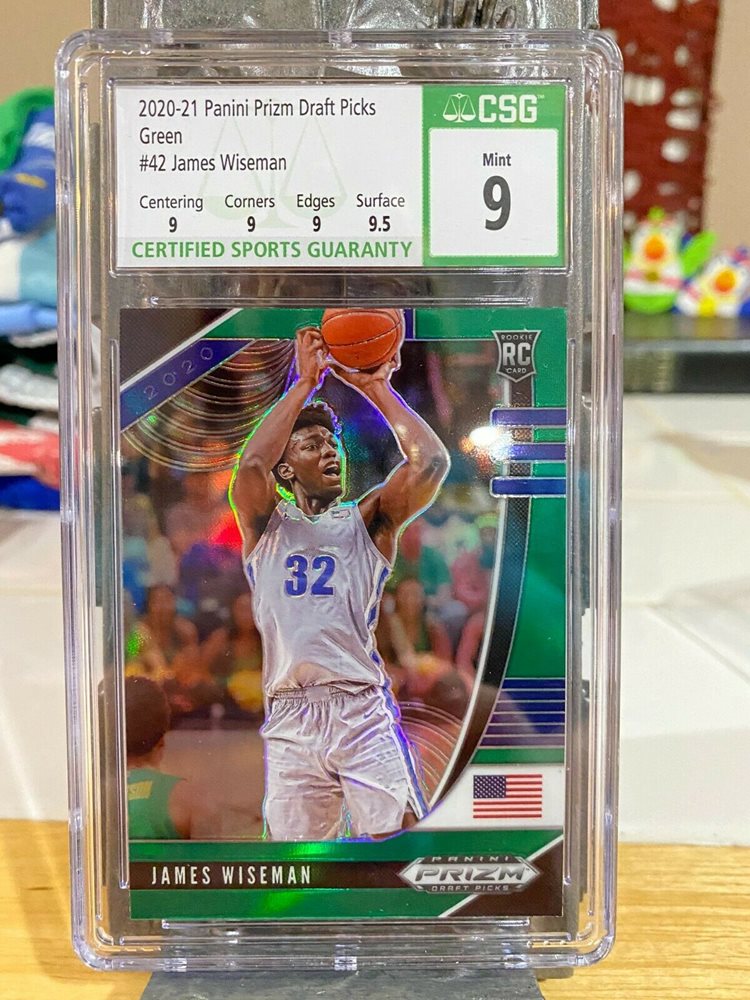 2020-21 Panini Prizm Draft Picks
Green
#42 James Wiseman
Centering Corners Edges Surface
9 9 9 9.5
CERTIFIED SPORTS GUARANTY
CSG™
Mint
9
2020
ROOKIE
RC
CARD
32
JAMES WISEMAN
PANINI
PRIZM
DRAFT PICKS